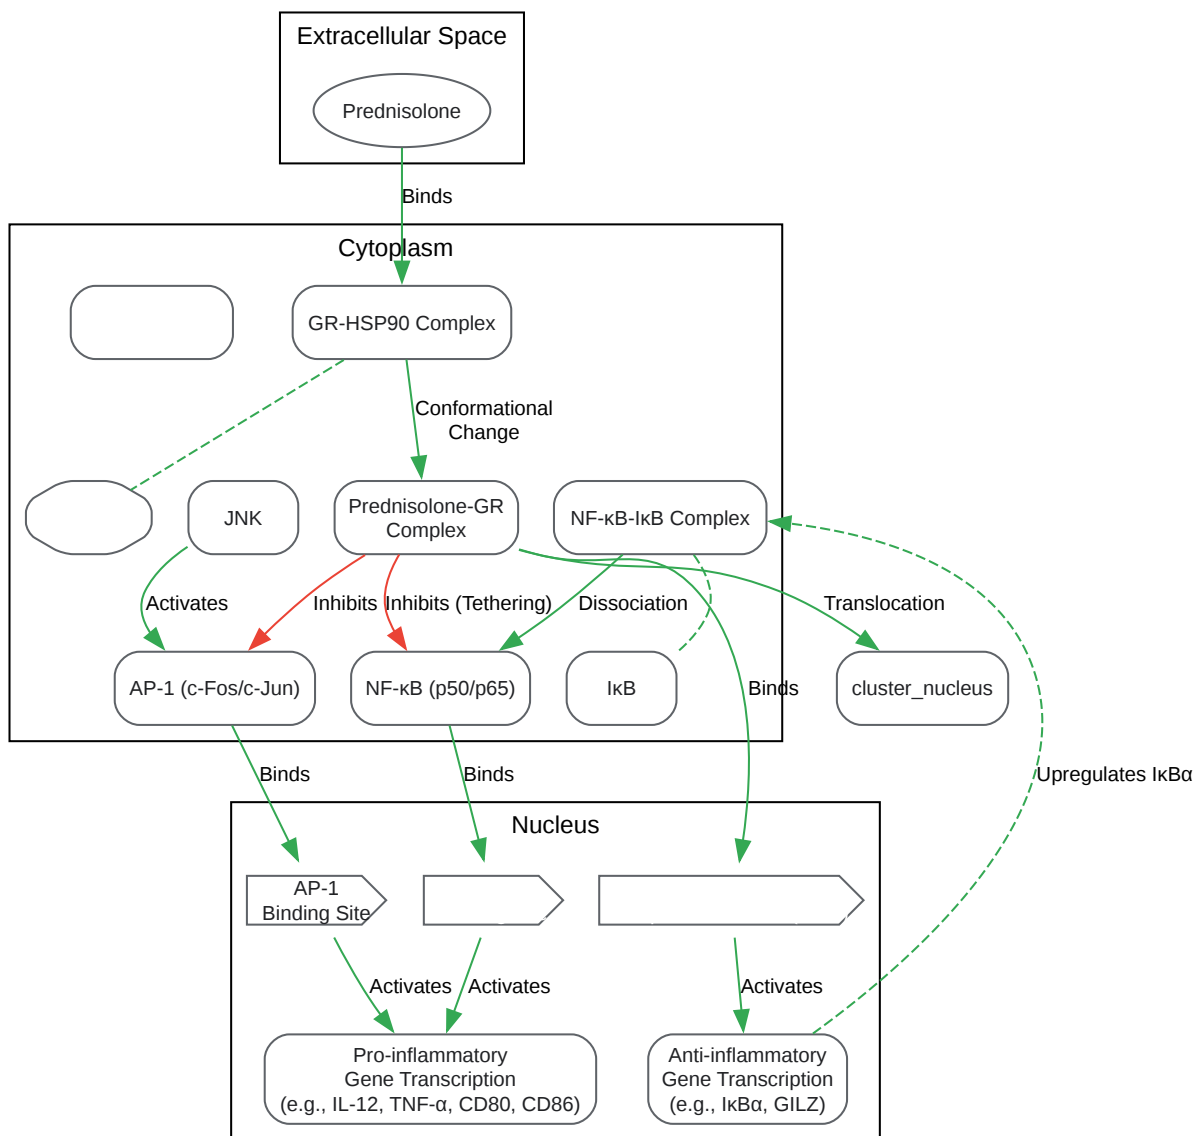 Extracellular Space
Prednisolone
Binds
Cytoplasm
GR-HSP90 Complex
Conformational
Change
JNK
Prednisolone-GR
Complex
NF-κB-IκB Complex
Activates
Inhibits
Inhibits (Tethering)
Dissociation
Translocation
AP-1 (c-Fos/c-Jun)
NF-κB (p50/p65)
IκB
Binds
cluster_nucleus
Binds
Binds
Upregulates IκBα
Nucleus
AP-1
Binding Site
Activates
Activates
Activates
Pro-inflammatory
Gene Transcription
(e.g., IL-12, TNF-α, CD80, CD86)
Anti-inflammatory
Gene Transcription
(e.g., IκBα, GILZ)